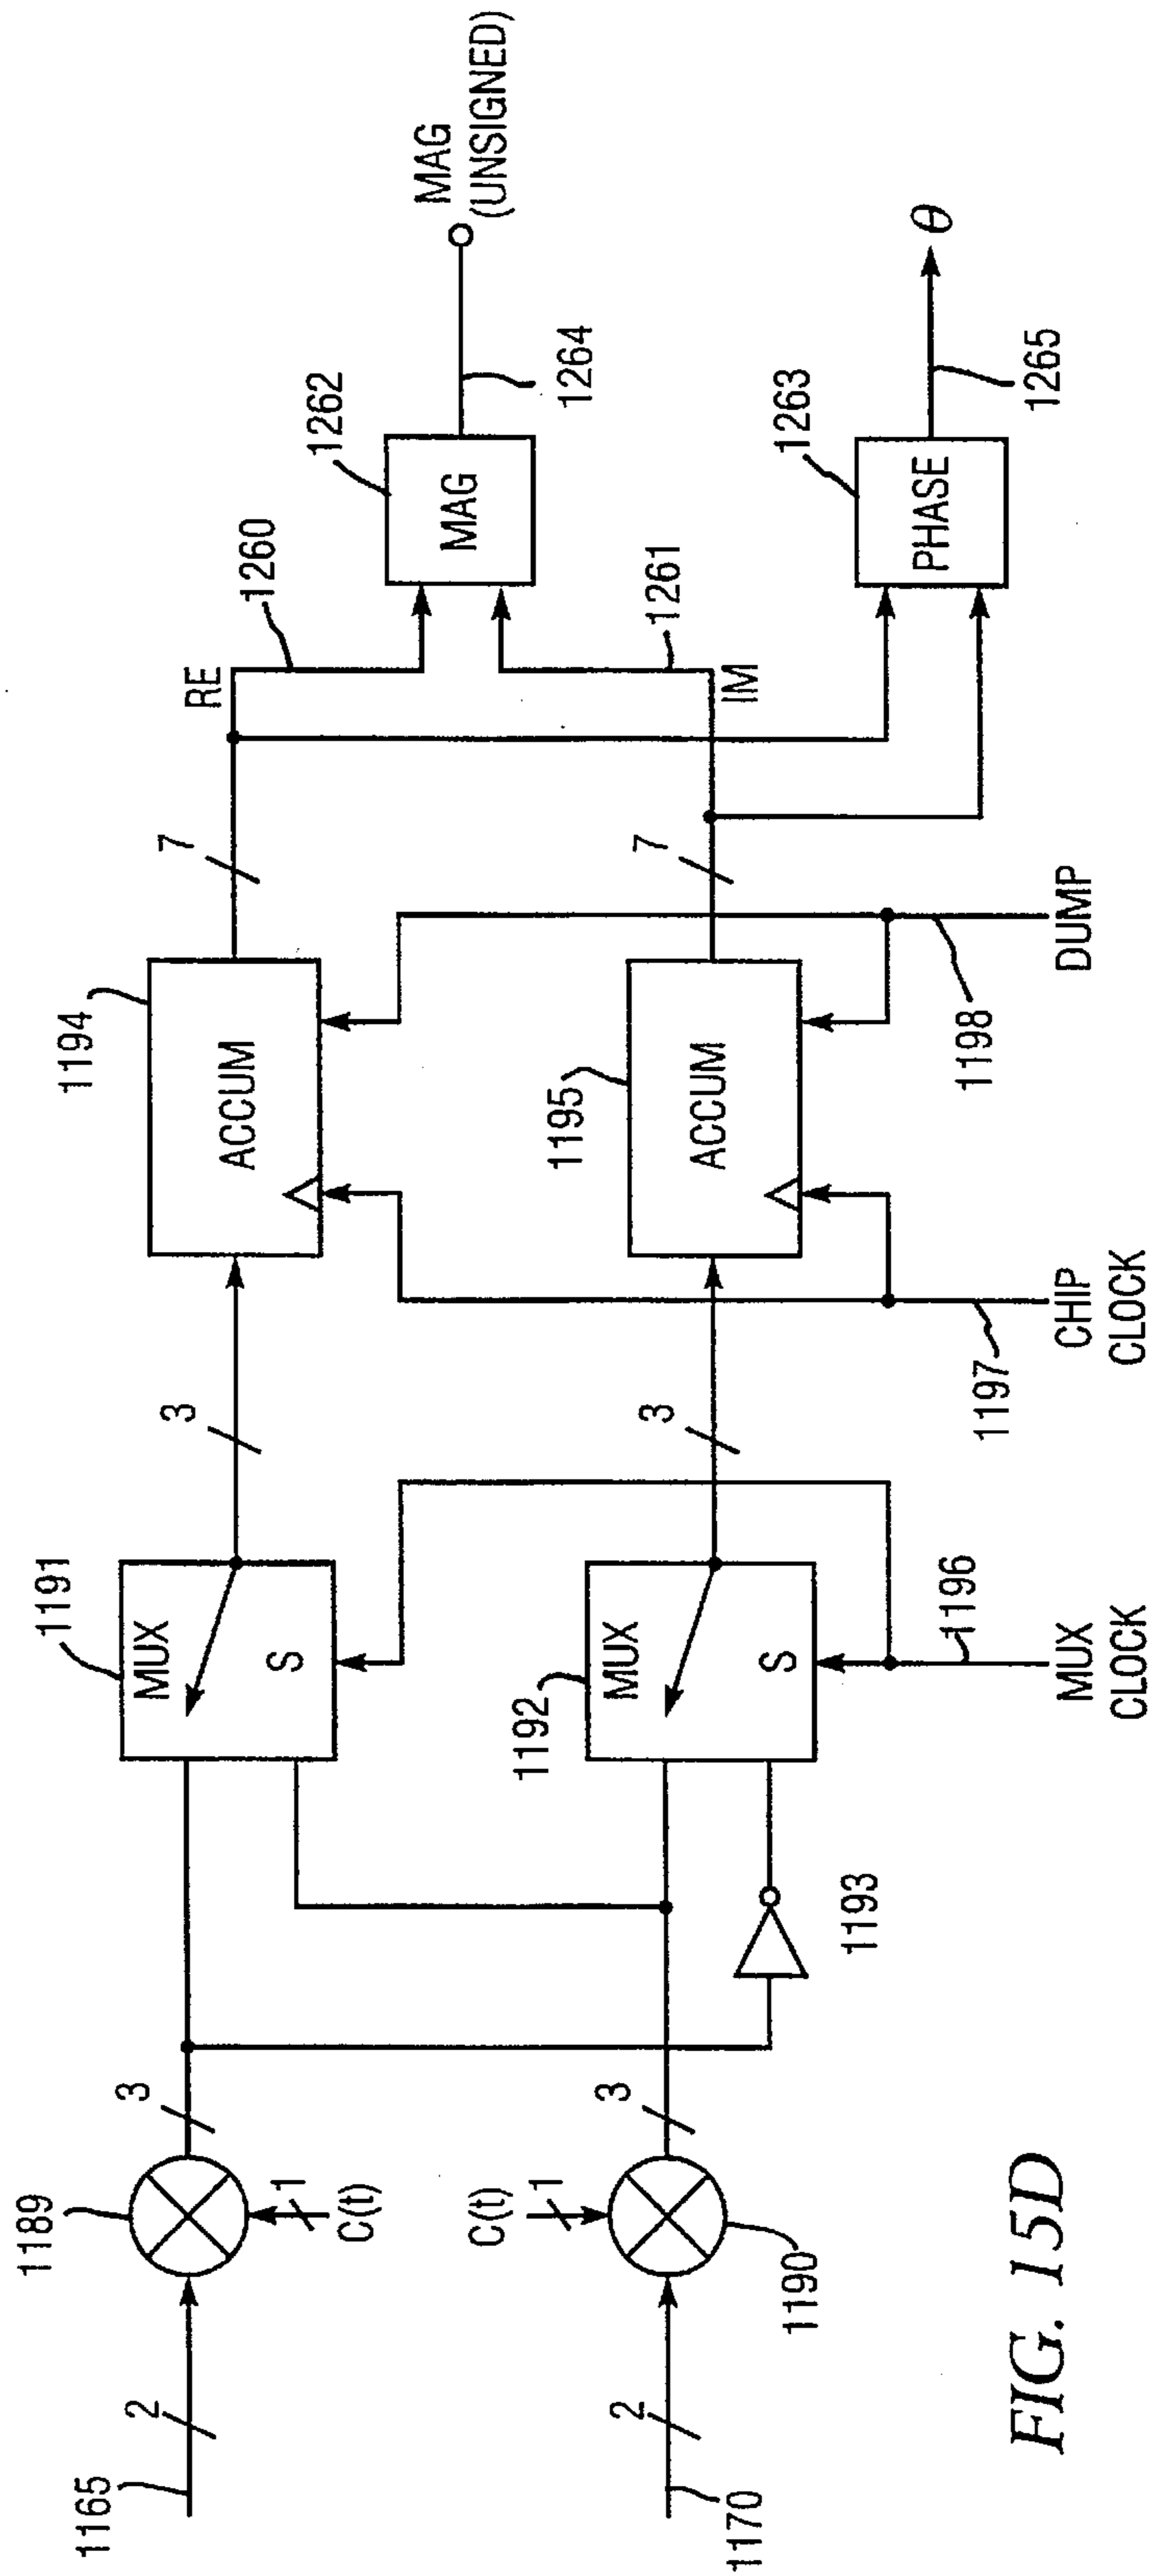 1165
2
1189
3
1
C(t)
1191
MUX
S
3
1194
ACCUM
7
RE
1260
1262
MAG
1264
MAG
(UNSIGNED)
1170
2
C(t)
1
1190
3
1193
1192
MUX
S
3
1195
ACCUM
7
IM
1261
1263
PHASE
1265
θ
1196
MUX
CLOCK
1197
CHIP
CLOCK
1198
DUMP
FIG. 15D